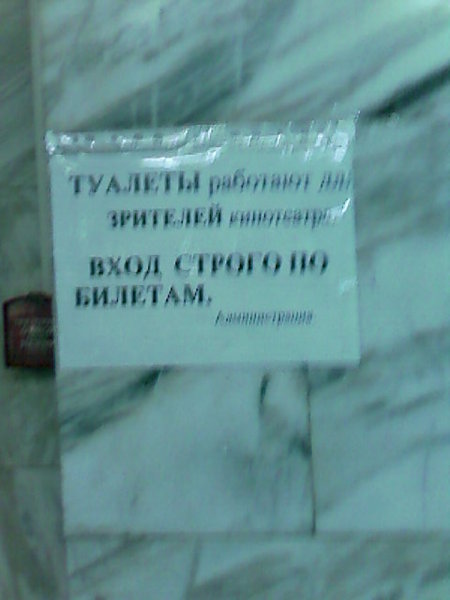 ТУАЛЕТЫ работают для
ЗРИТЕЛЕЙ кинотеатра
ВХОД СТРОГО ПО
БИЛЕТАМ.
Администрация